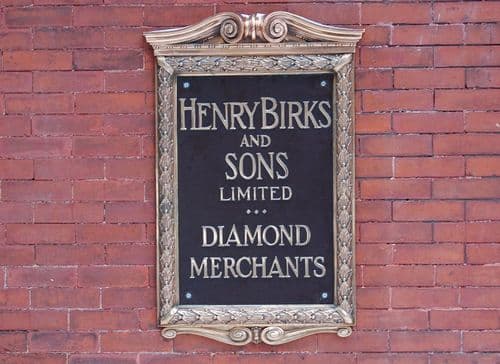 HENRY BIRKS
AND
SONS
LIMITED
DIAMOND
MERCHANTS